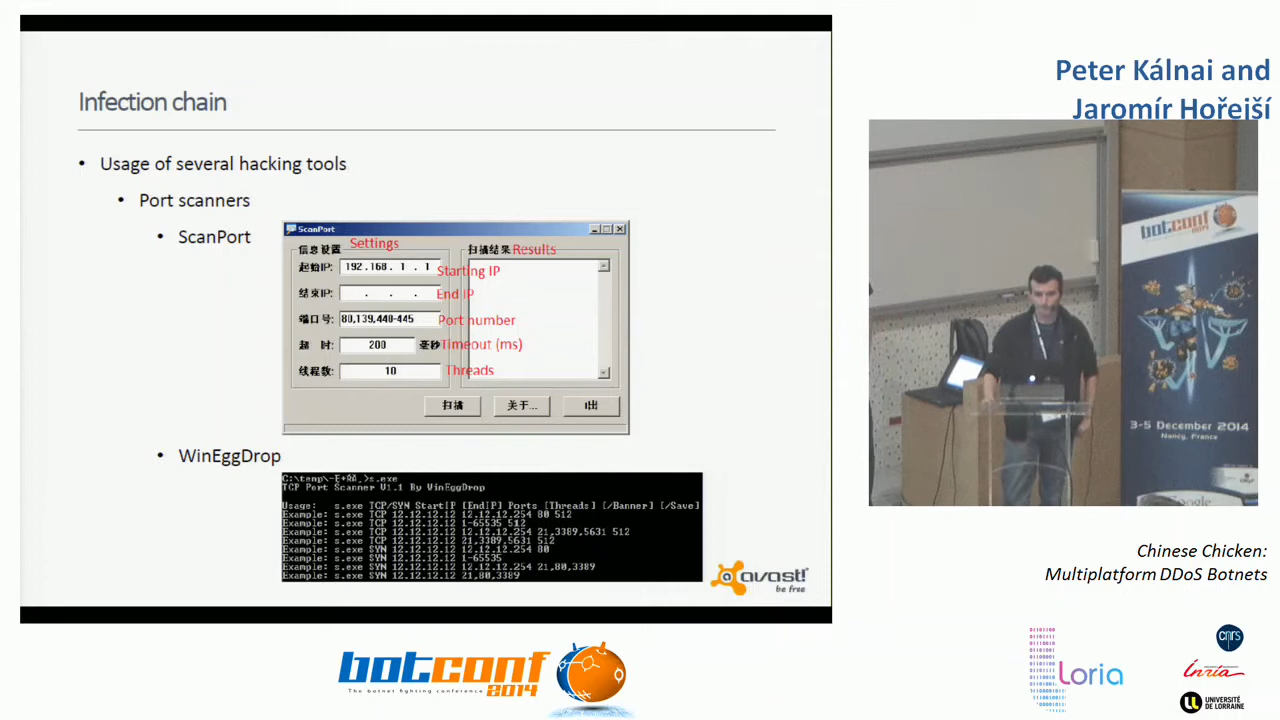 Peter Kálnai and
Jaromír Hořejší
Infection chain
• Usage of several hacking tools
• Port scanners
• ScanPort
ScanPort
信息设置 Settings
扫描结果 Results
起始IP: 192.168. 1 . 1 Starting IP
结束IP: . . . End IP
端口号: 80,139,440-445 Port number
超 时: 200 毫秒 Timeout (ms)
线程数: 10 Threads
扫描 关于...
• WinEggDrop
TCP Port Scanner V1.1 By WinEggDrop
Usage: s.exe TCP/SYN StartIP [EndIP] Ports [Threads] [/Banner] [/Save]
Example: s.exe TCP 12.12.12.12 12.12.12.254 80 512
Example: s.exe TCP 12.12.12.12 1-65535 512
Example: s.exe TCP 12.12.12.12 12.12.12.254 21,3389,5631 512
Example: s.exe TCP 12.12.12.12 21,3389,5631 512
Example: s.exe SYN 12.12.12.12 12.12.12.254 80
Example: s.exe SYN 12.12.12.12 1-65535
Example: s.exe SYN 12.12.12.12 12.12.12.254 21,80,3389
Example: s.exe SYN 12.12.12.12 21,80,3389
avast!
be free
botconf
2014
3-5 December 2014
Nancy, France
Google
Chinese Chicken:
Multiplatform DDoS Botnets
botconf
The botnet fighting conference 2014
Loria
cnrs
Inria
UNIVERSITÉ
DE LORRAINE